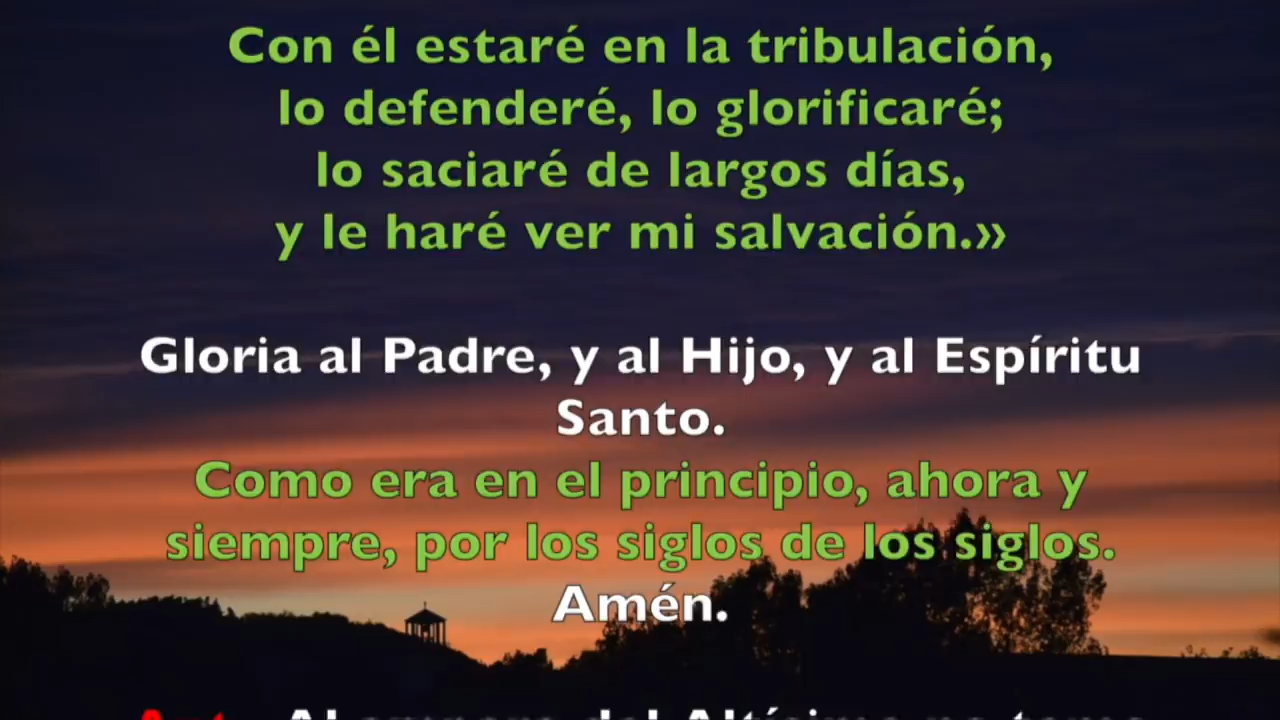 Con él estaré en la tribulación,
lo defenderé, lo glorificaré;
lo saciaré de largos días,
y le haré ver mi salvación.»
Gloria al Padre, y al Hijo, y al Espíritu
Santo.
Como era en el principio, ahora y
siempre, por los siglos de los siglos.
Amén.